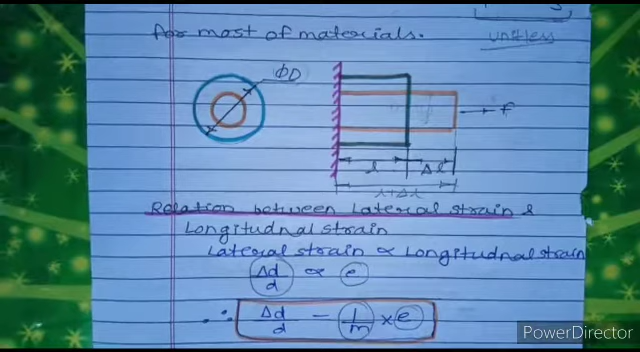 for most of materials.
unitless
ΦD
F
l
Δl
l+Δl
Relation between Lateral strain &
Longitudnal strain
Lateral strain ∝ Longitudnal strain
Δd/d ∝ e
∴ Δd/d = 1/m × e
PowerDirector